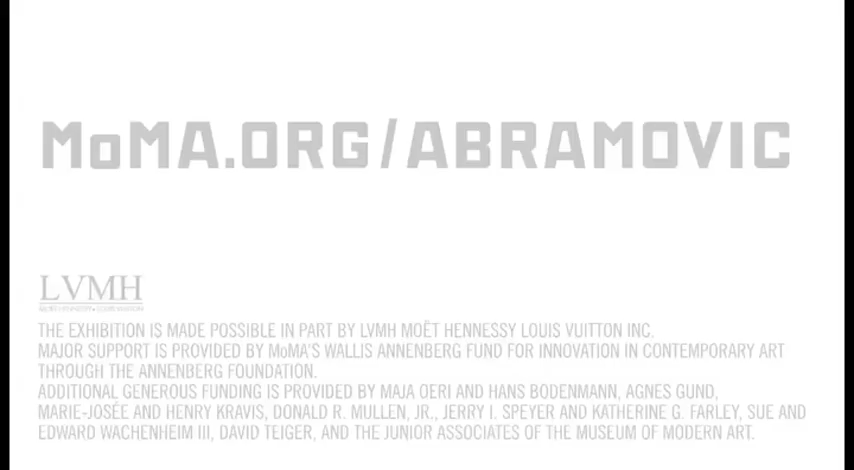 MoMA.ORG/ABRAMOVIC
LVMH
MOËT HENNESSY • LOUIS VUITTON
THE EXHIBITION IS MADE POSSIBLE IN PART BY LVMH MOËT HENNESSY LOUIS VUITTON INC.
MAJOR SUPPORT IS PROVIDED BY MoMA'S WALLIS ANNENBERG FUND FOR INNOVATION IN CONTEMPORARY ART
THROUGH THE ANNENBERG FOUNDATION.
ADDITIONAL GENEROUS FUNDING IS PROVIDED BY MAJA OERI AND HANS BODENMANN, AGNES GUND,
MARIE-JOSÉE AND HENRY KRAVIS, DONALD R. MULLEN, JR., JERRY I. SPEYER AND KATHERINE G. FARLEY, SUE AND
EDWARD WACHENHEIM III, DAVID TEIGER, AND THE JUNIOR ASSOCIATES OF THE MUSEUM OF MODERN ART.